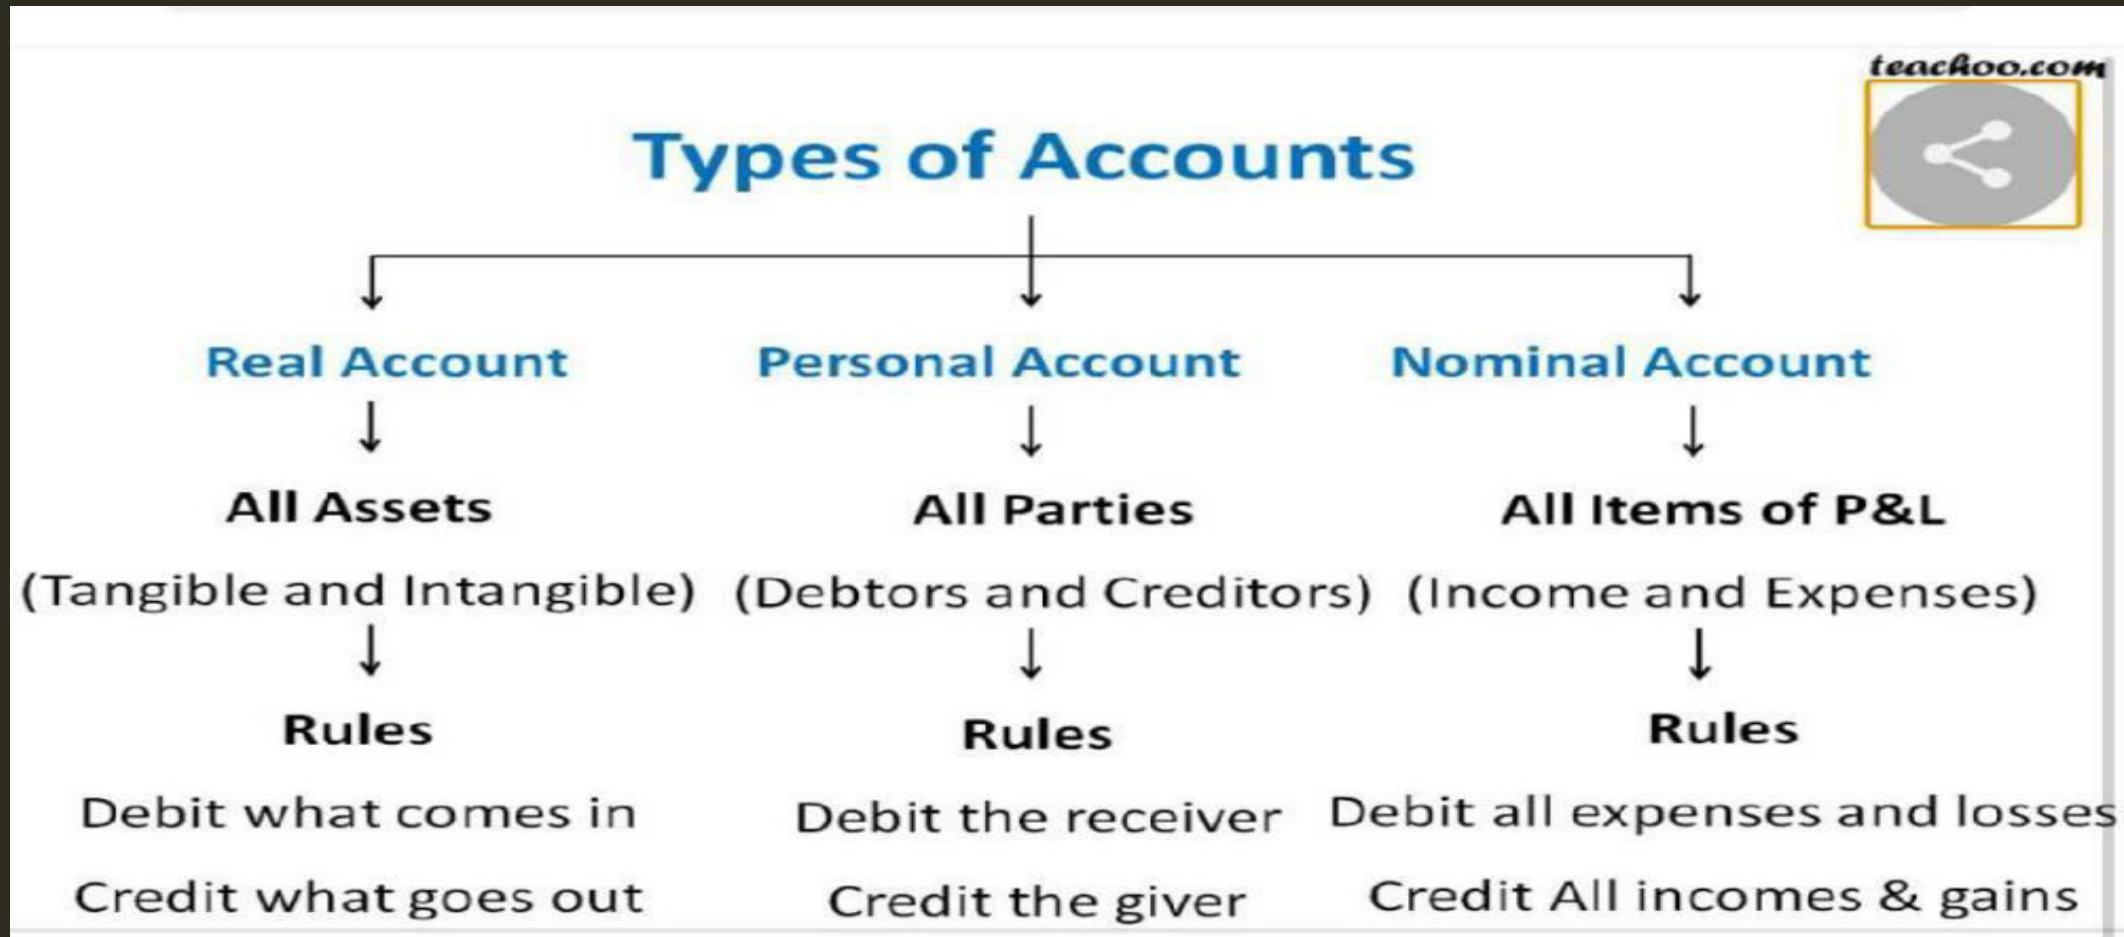 teachoo.com
Types of Accounts
Real Account
Personal Account
Nominal Account
All Assets
All Parties
All Items of P&L
(Tangible and Intangible)
(Debtors and Creditors)
(Income and Expenses)
Rules
Rules
Rules
Debit what comes in
Debit the receiver
Debit all expenses and losses
Credit what goes out
Credit the giver
Credit All incomes & gains